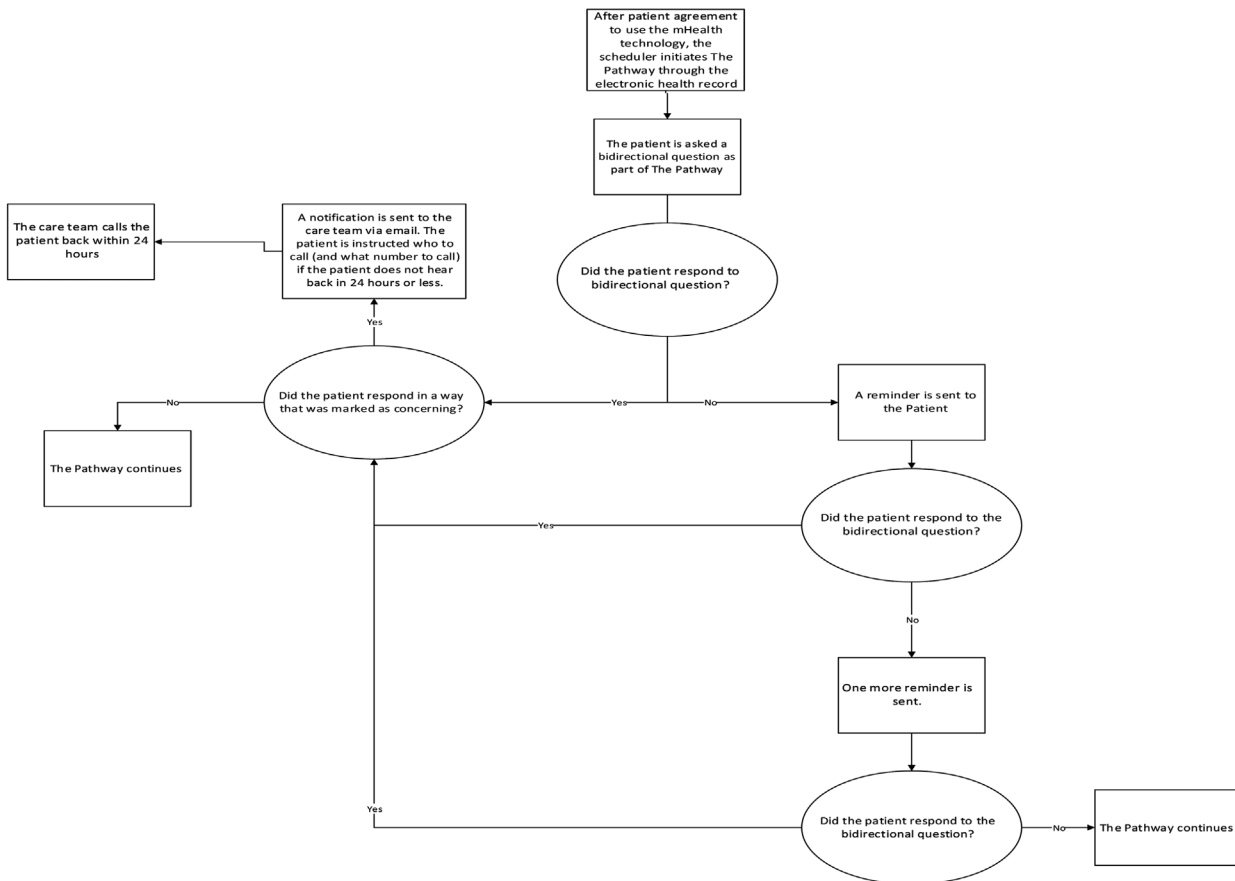 After patient agreement
to use the mHealth
technology, the
scheduler initiates The
Pathway through the
electronic health record
The patient is asked a
bidirectional question as
part of The Pathway
The care team calls the
patient back within 24
hours
A notification is sent to the
care team via email. The
patient is instructed who to
call (and what number to call)
if the patient does not hear
back in 24 hours or less.
Did the patient respond to
bidirectional question?
Yes
Did the patient respond in a way
that was marked as concerning?
No
Yes
No
A reminder is sent to
the Patient
The Pathway continues
Did the patient respond to the
bidirectional question?
Yes
No
One more reminder is
sent.
Yes
Did the patient respond to the
bidirectional question?
No
The Pathway continues